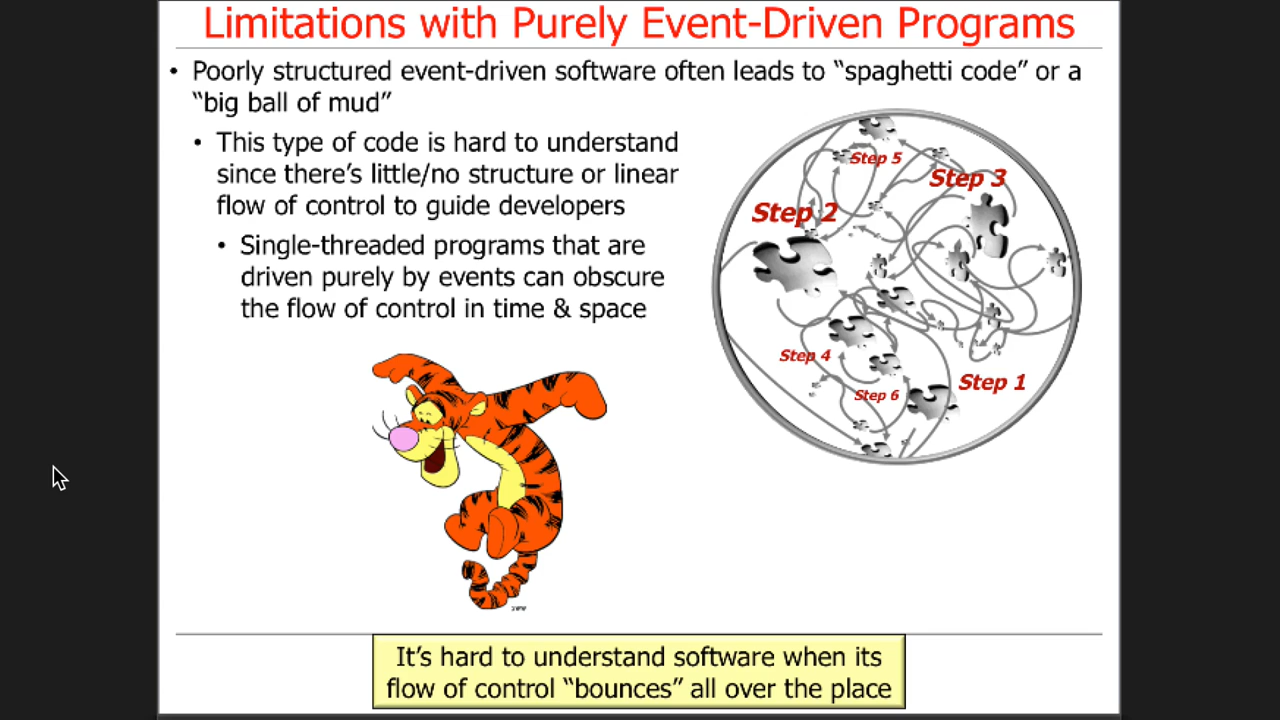 Limitations with Purely Event-Driven Programs
• Poorly structured event-driven software often leads to “spaghetti code” or a
“big ball of mud”
• This type of code is hard to understand
since there’s little/no structure or linear
flow of control to guide developers
• Single-threaded programs that are
driven purely by events can obscure
the flow of control in time & space
Step 5
Step 3
Step 2
Step 4
Step 1
Step 6
It’s hard to understand software when its
flow of control “bounces” all over the place